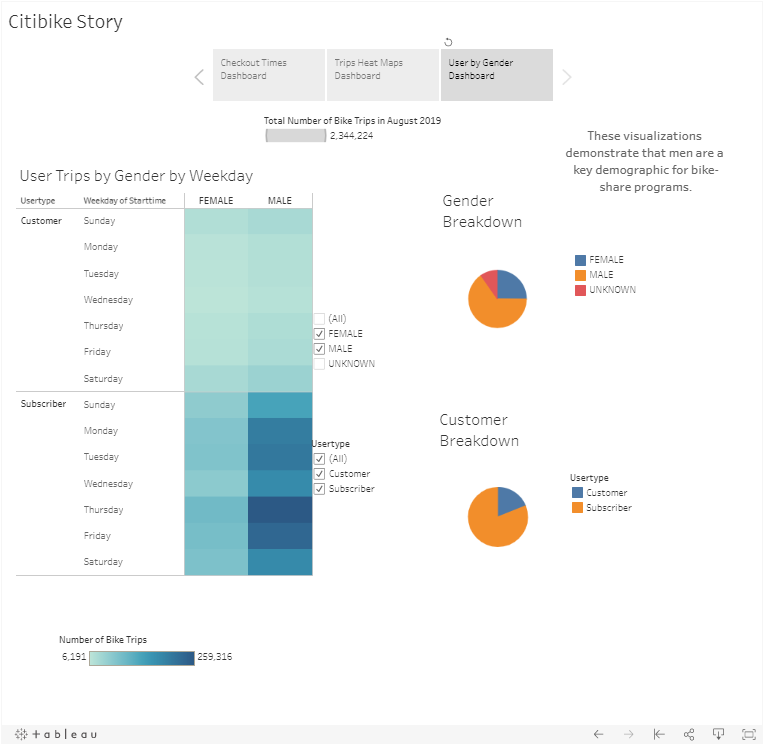 Citibike Story
Checkout Times
Dashboard
Trips Heat Maps
Dashboard
User by Gender
Dashboard
Total Number of Bike Trips in August 2019
2,344,224
These visualizations
demonstrate that men are a
key demographic for bike-
share programs.
User Trips by Gender by Weekday
Usertype Weekday of Starttime FEMALE MALE
Customer Sunday
Monday
Tuesday
Wednesday
Thursday
Friday
Saturday
Subscriber Sunday
Monday
Tuesday
Wednesday
Thursday
Friday
Saturday
(All)
FEMALE
MALE
UNKNOWN
Usertype
(All)
Customer
Subscriber
Number of Bike Trips
6,191 259,316
Gender
Breakdown
FEMALE
MALE
UNKNOWN
Customer
Breakdown
Usertype
Customer
Subscriber
+ableau